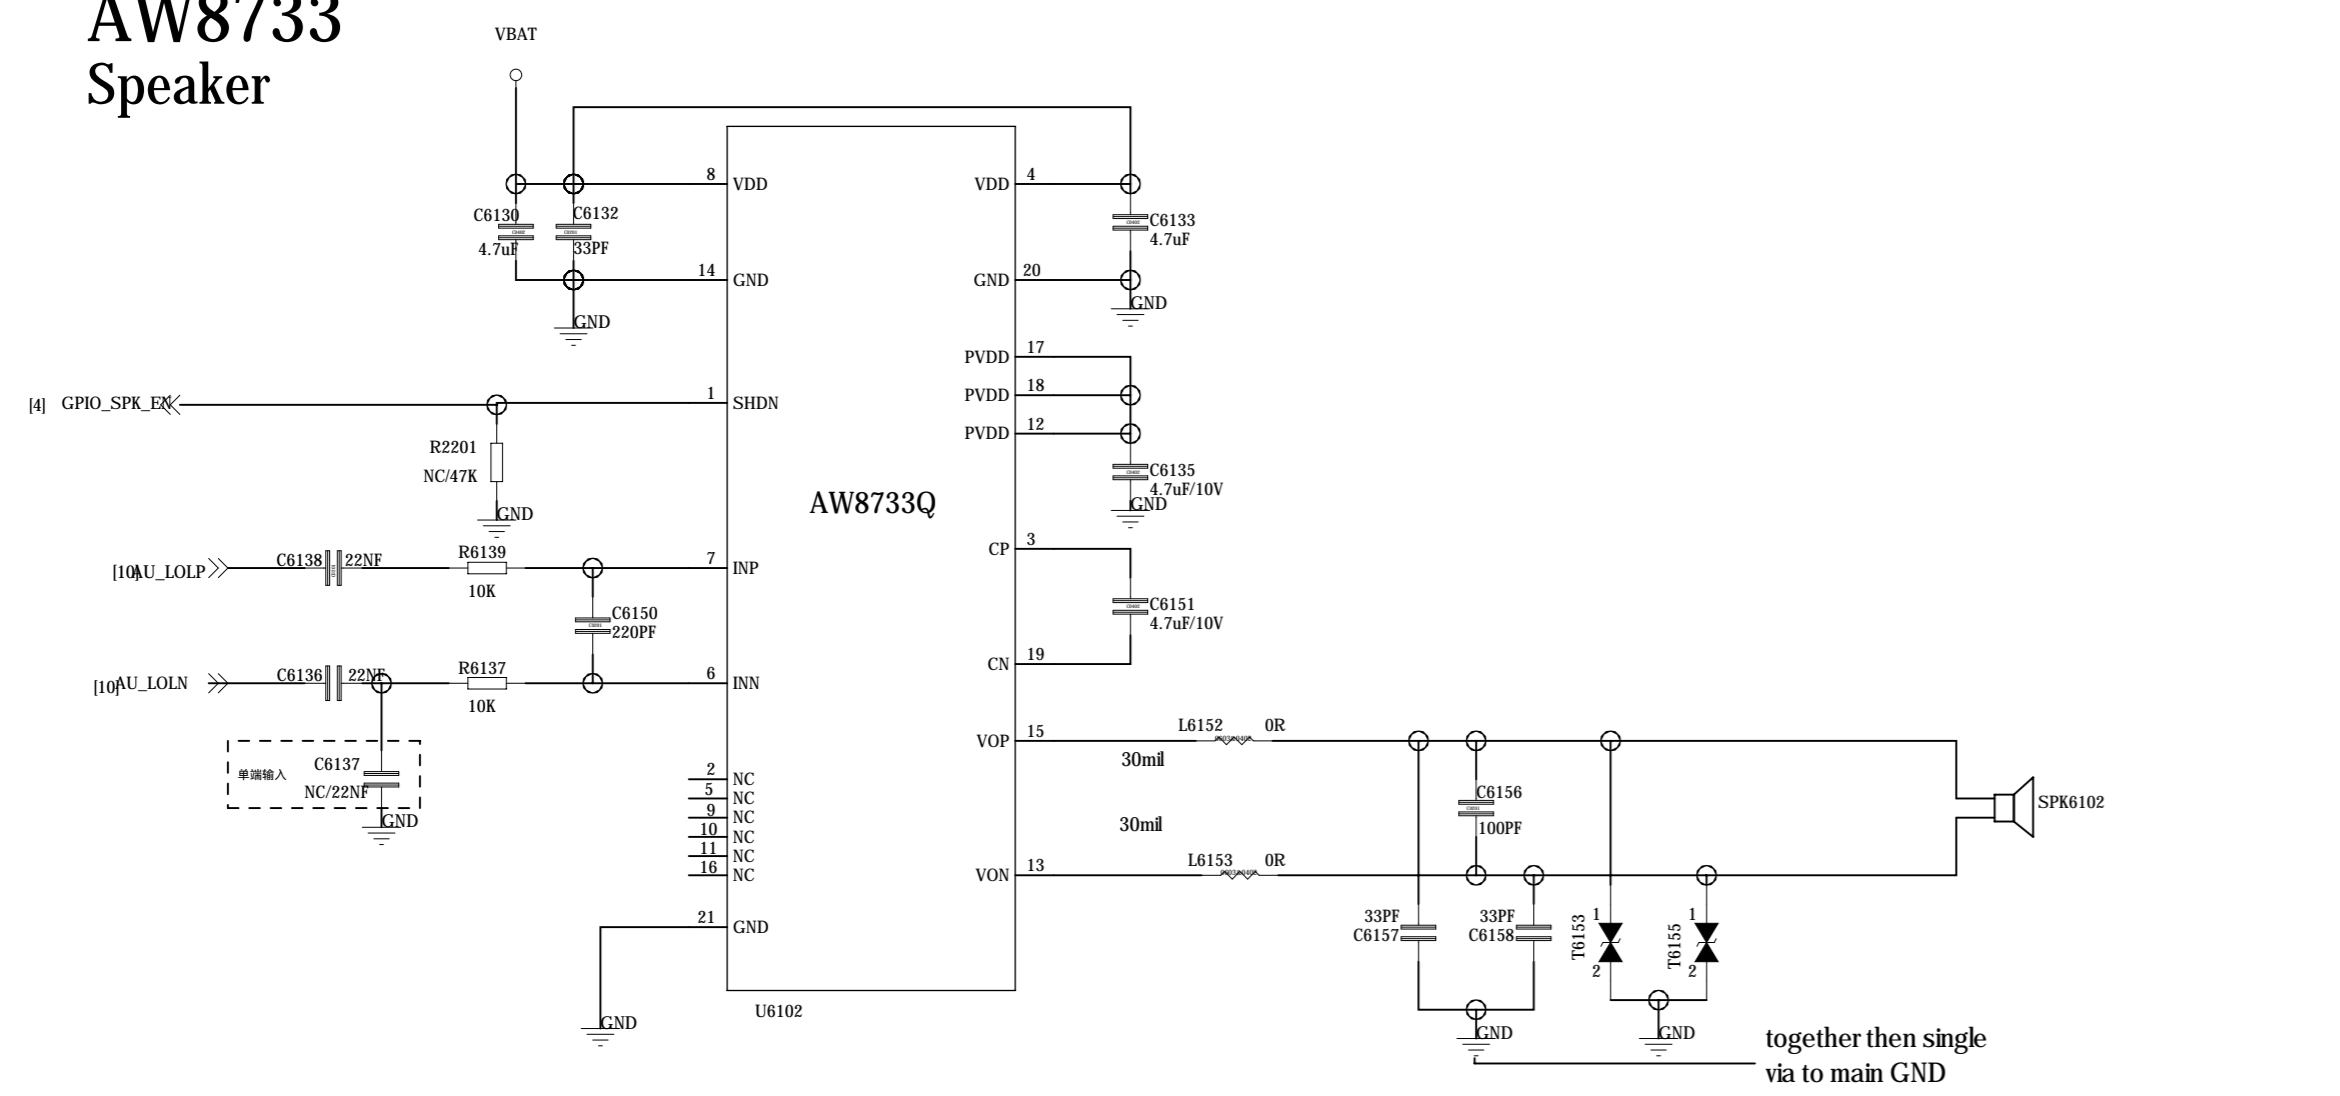 AW8733
Speaker
VBAT
8
VDD
VDD
4
C6130
4.7uF
C6132
33PF
C6133
4.7uF
14
GND
GND
20
GND
GND
PVDD
17
PVDD
18
PVDD
12
[4]
GPIO_SPK_EN
1
SHDN
R2201
NC/47K
GND
AW8733Q
C6135
4.7uF/10V
GND
[10]
AU_LOLP
C6138
22NF
R6139
10K
7
INP
CP
3
C6150
220PF
C6151
4.7uF/10V
[10]
AU_LOLN
C6136
22NF
R6137
10K
6
INN
CN
19
单端输入
C6137
NC/22NF
GND
VOP
15
L6152
0R
30mil
2
NC
5
NC
9
NC
10
NC
11
NC
16
NC
30mil
VON
13
L6153
0R
C6156
100PF
SPK6102
21
GND
GND
33PF
C6157
33PF
C6158
T6153
1
2
T6155
1
2
U6102
GND
GND
together then single
via to main GND